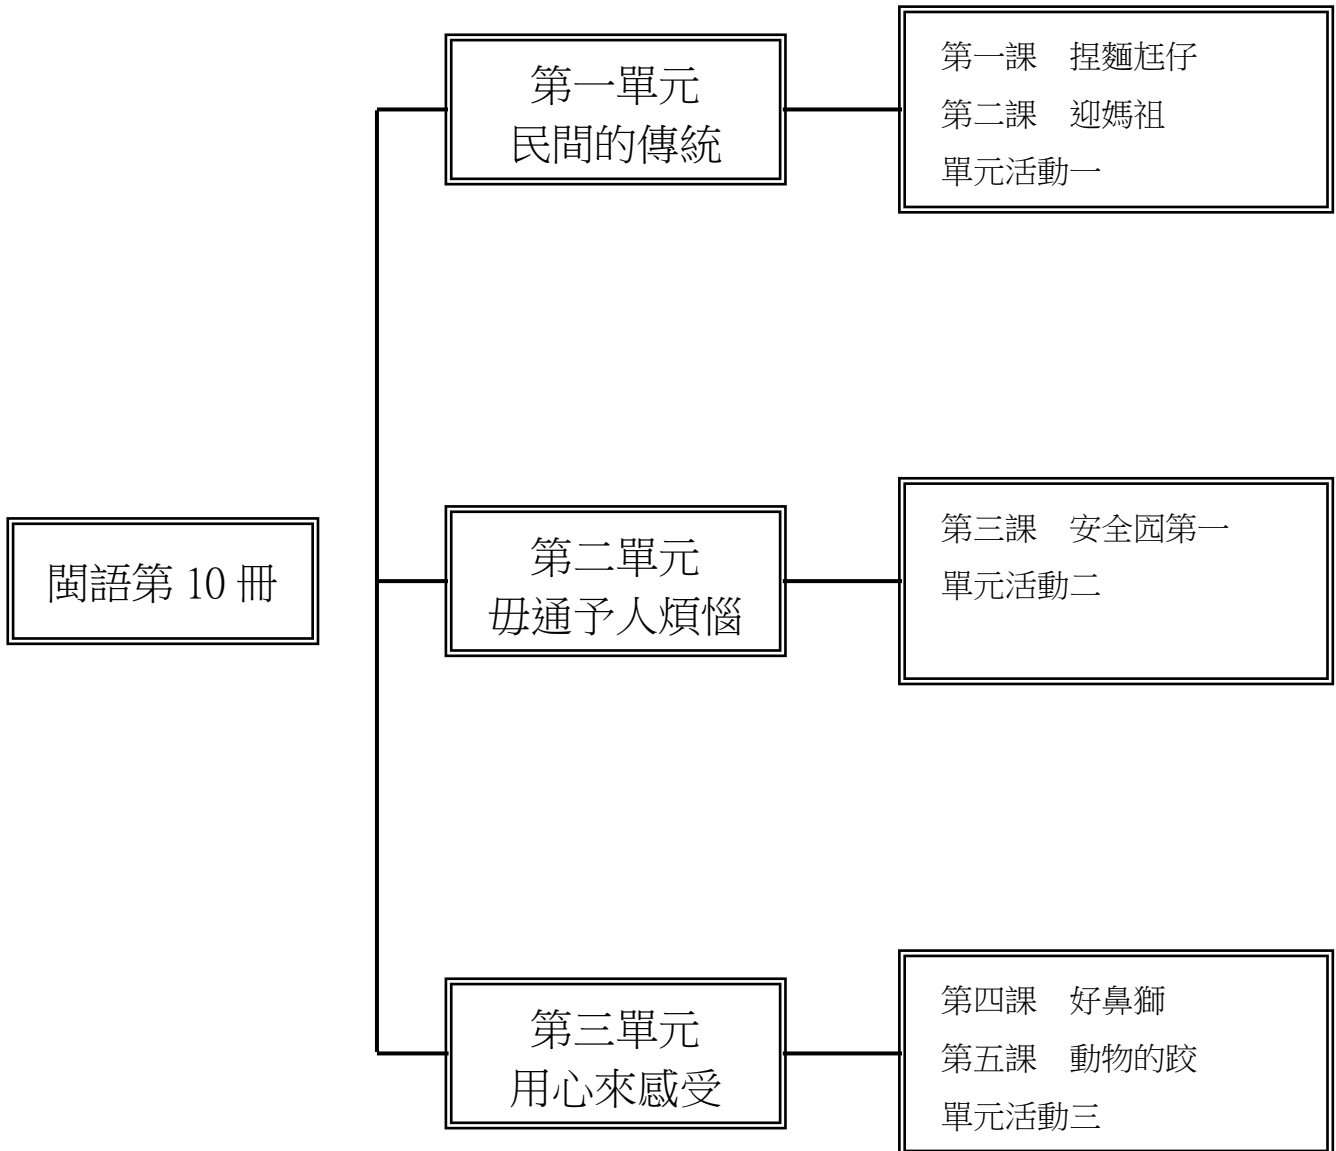 第一單元
民間的傳統
第一課　捏麵尪仔
第二課　迎媽祖
單元活動一
閩語第 10 冊
第二單元
毋通予人煩惱
第三課　安全囥第一
單元活動二
第三單元
用心來感受
第四課　好鼻獅
第五課　動物的跤
單元活動三